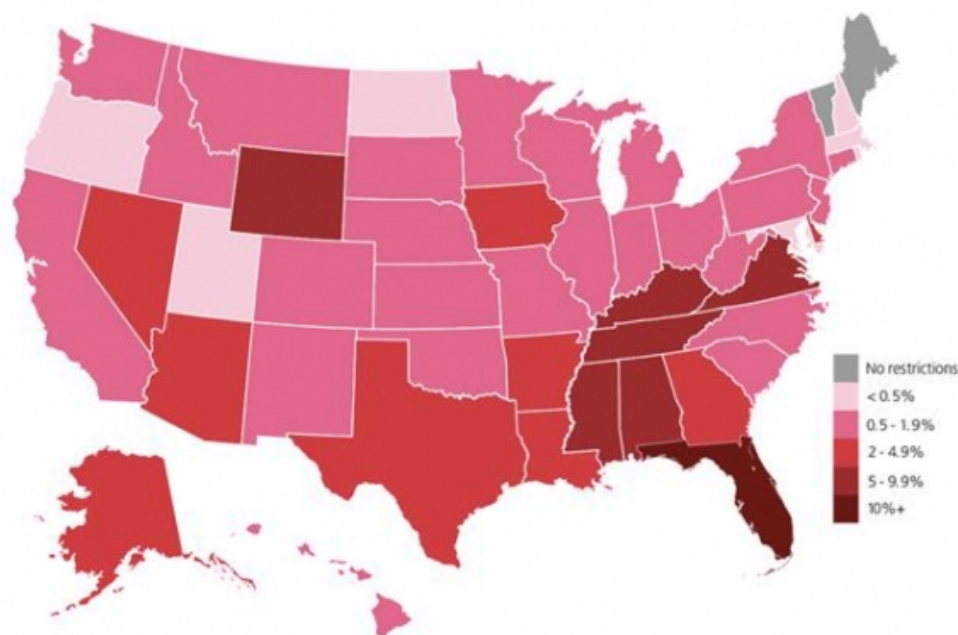 No restrictions
< 0.5%
0.5 - 1.9%
2 - 4.9%
5 - 9.9%
10%+